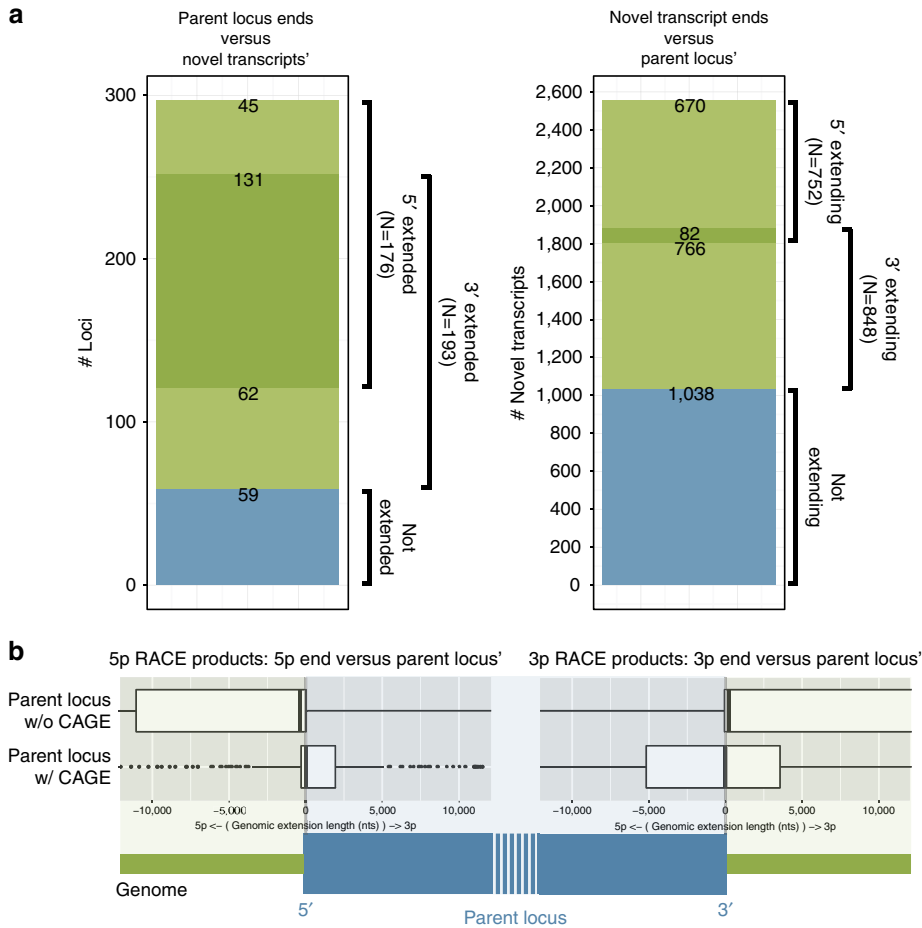 a
Parent locus ends
versus
novel transcripts'
# Loci
300
200
100
0
45
131
62
59
5′ extended
(N=176)
3′ extended
(N=193)
Not
extended
Novel transcript ends
versus
parent locus'
# Novel transcripts
2,600
2,400
2,200
2,000
1,800
1,600
1,400
1,200
1,000
800
600
400
200
0
670
82
766
1,038
5′ extending
(N=752)
3′ extending
(N=848)
Not
extending
b
5p RACE products: 5p end versus parent locus'
3p RACE products: 3p end versus parent locus'
Parent locus
w/o CAGE
Parent locus
w/ CAGE
−10,000
−5,000
0
5,000
10,000
5p <− ( Genomic extension length (nts) ) −> 3p
−10,000
−5,000
0
5,000
10,000
5p <− ( Genomic extension length (nts) ) −> 3p
Genome
5′
Parent locus
3′